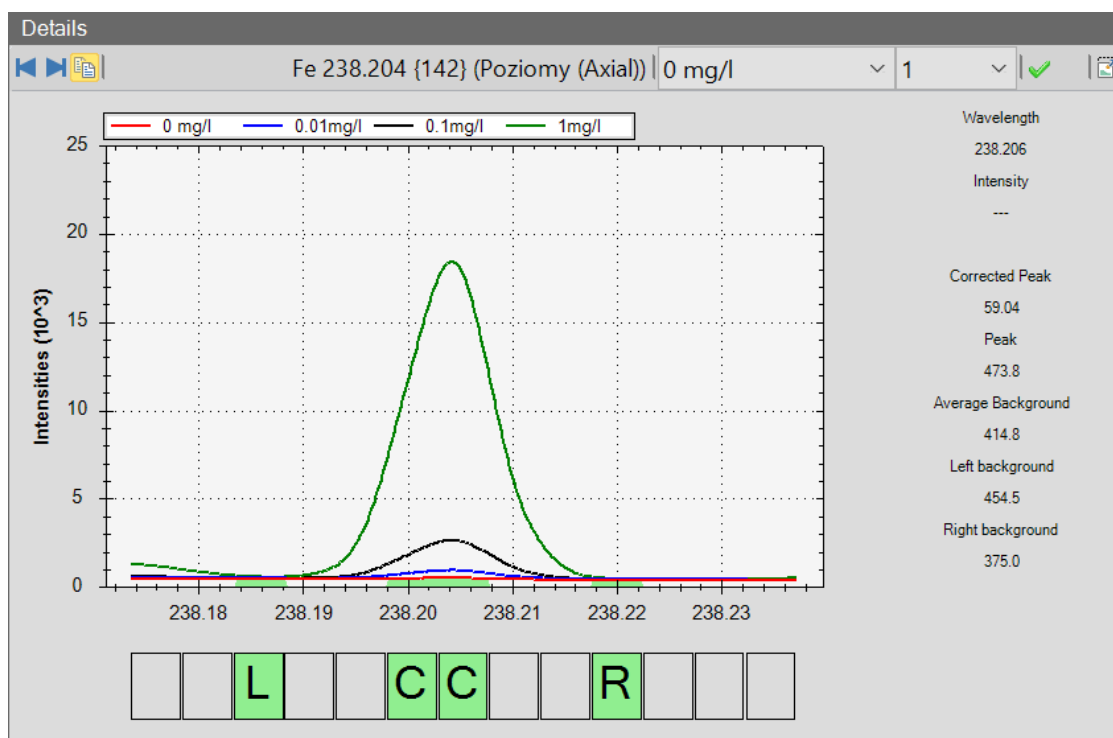 Details
Fe 238.204 {142} (Poziomy (Axial)) 0 mg/l 1
0 mg/l 0.01mg/l 0.1mg/l 1mg/l
Wavelength
238.206
Intensity
---
Corrected Peak
59.04
Peak
473.8
Average Background
414.8
Left background
454.5
Right background
375.0
Intensities (10^3)
25
20
15
10
5
0
238.18 238.19 238.20 238.21 238.22 238.23
L C C R